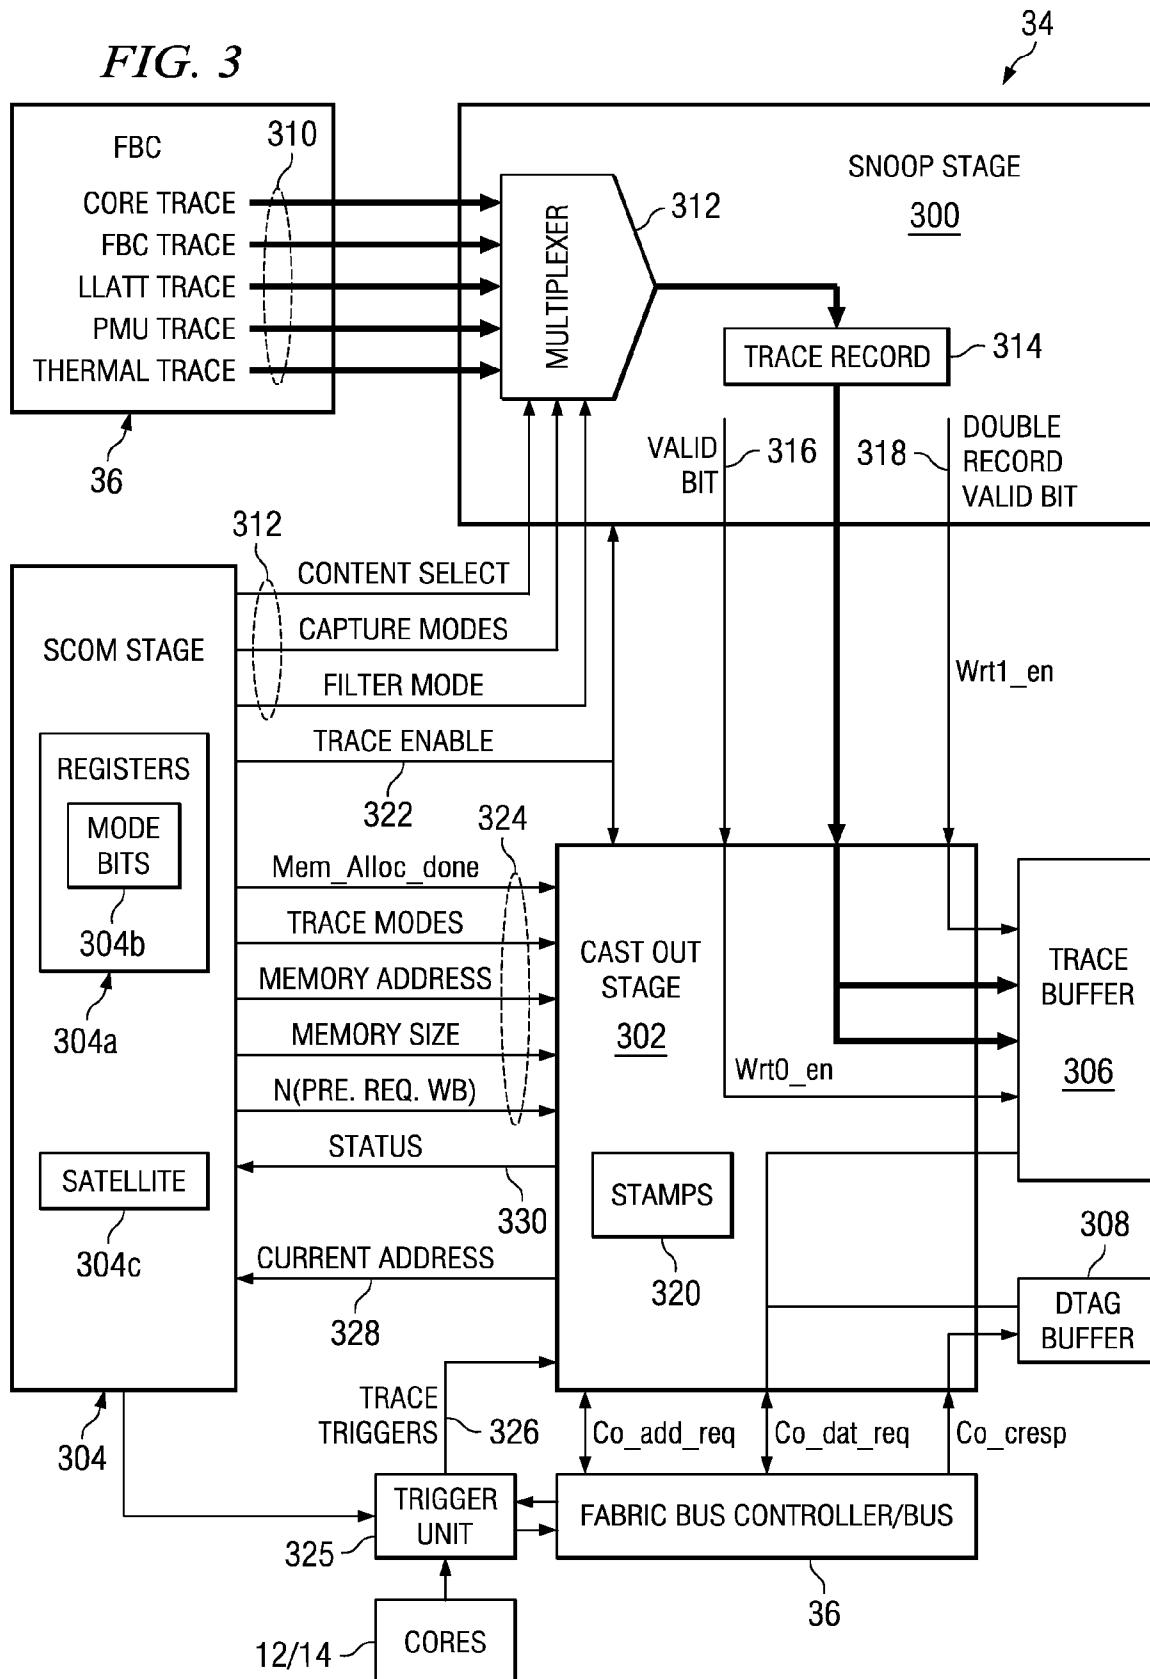 FIG. 3
34
FBC
310
CORE TRACE
FBC TRACE
LLATT TRACE
PMU TRACE
THERMAL TRACE
36
MULTIPLEXER
312
SNOOP STAGE
300
TRACE RECORD
314
VALID
BIT
316
318
DOUBLE
RECORD
VALID BIT
312
CONTENT SELECT
CAPTURE MODES
FILTER MODE
TRACE ENABLE
322
SCOM STAGE
REGISTERS
MODE
BITS
304b
304a
SATELLITE
304c
304
324
Mem_Alloc_done
TRACE MODES
MEMORY ADDRESS
MEMORY SIZE
N(PRE. REQ. WB)
STATUS
330
CURRENT ADDRESS
328
Wrt1_en
CAST OUT
STAGE
302
Wrt0_en
STAMPS
320
TRACE
BUFFER
306
308
DTAG
BUFFER
TRACE
TRIGGERS
326
Co_add_req
Co_dat_req
Co_cresp
TRIGGER
UNIT
325
FABRIC BUS CONTROLLER/BUS
36
CORES
12/14